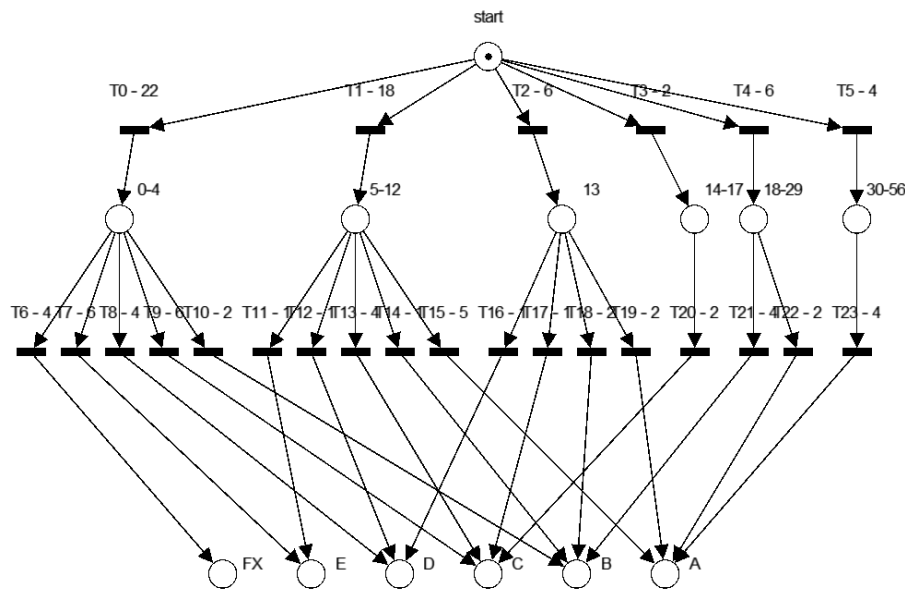 start
T0 - 22
T1 - 18
T2 - 6
T3 - 2
T4 - 6
T5 - 4
0-4
5-12
13
14-17
18-29
30-56
T6 - 4
T7 - 6
T8 - 4
T9 - 6
T10 - 2
T11 - 1
T12 - 1
T13 - 4
T14 - 1
T15 - 5
T16 - 1
T17 - 1
T18 - 2
T19 - 2
T20 - 2
T21 - 4
T22 - 2
T23 - 4
FX
E
D
C
B
A